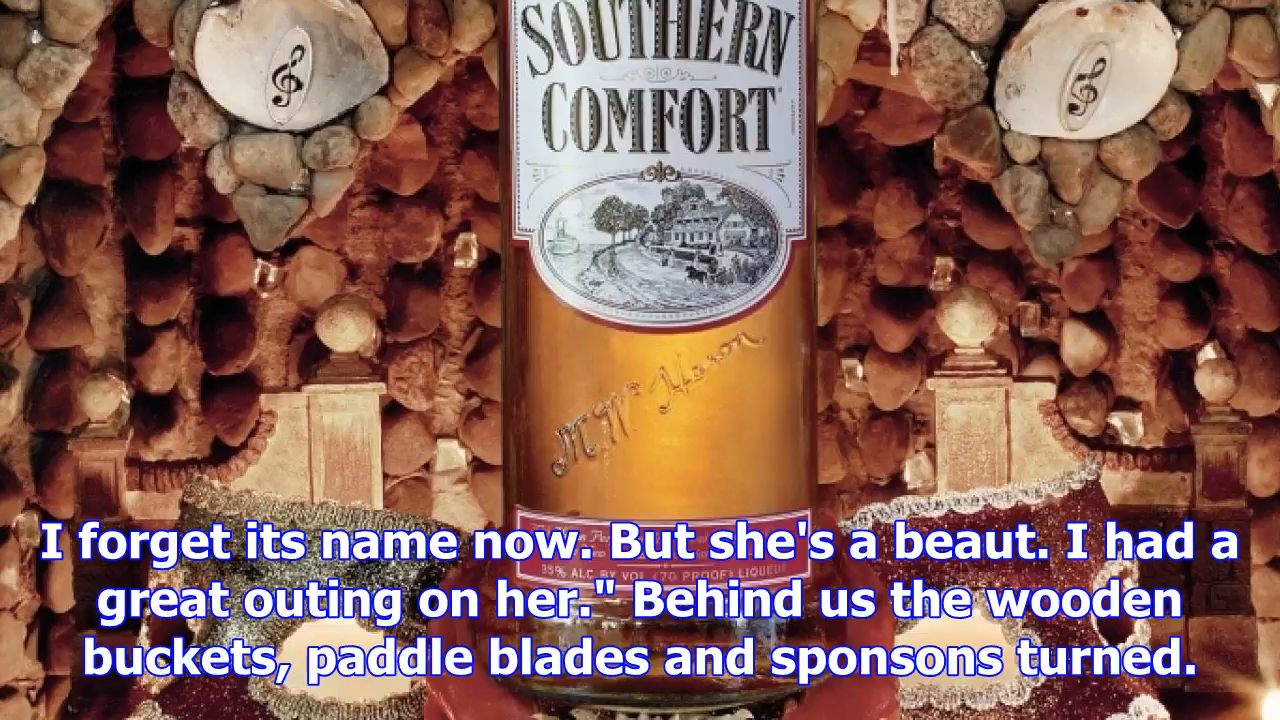 SOUTHERN
COMFORT
M.W. Heron
I forget its name now. But she's a beaut. I had a
35% ALC. BY VOL. (70 PROOF) LIQUEUR
great outing on her." Behind us the wooden
buckets, paddle blades and sponsons turned.